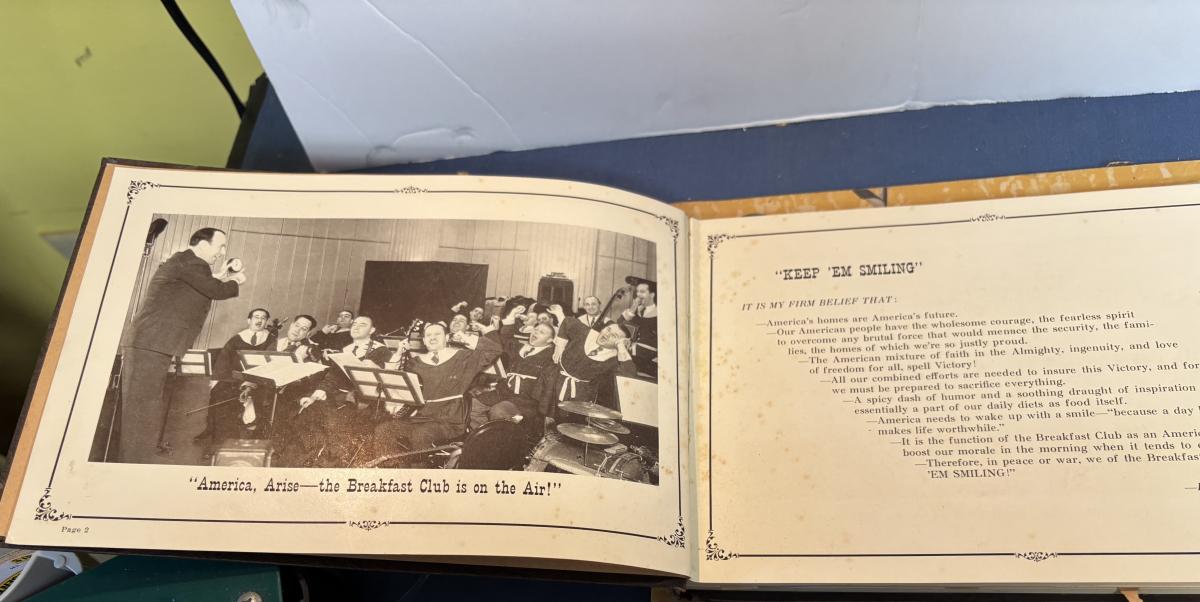 "America, Arise—the Breakfast Club is on the Air!"
Page 2
"KEEP 'EM SMILING"
IT IS MY FIRM BELIEF THAT:
—America's homes are America's future.
—Our American people have the wholesome courage, the fearless spirit
to overcome any brutal force that would menace the security, the fami-
lies, the homes of which we're so justly proud.
—The American mixture of faith in the Almighty, ingenuity, and love
of freedom for all, spell Victory!
—All our combined efforts are needed to insure this Victory, and for
we must be prepared to sacrifice everything.
—A spicy dash of humor and a soothing draught of inspiration
essentially a part of our daily diets as food itself.
—America needs to wake up with a smile—"because a day
makes life worthwhile."
—It is the function of the Breakfast Club as an Americ
boost our morale in the morning when it tends to
—Therefore, in peace or war, we of the Breakfas
'EM SMILING!"